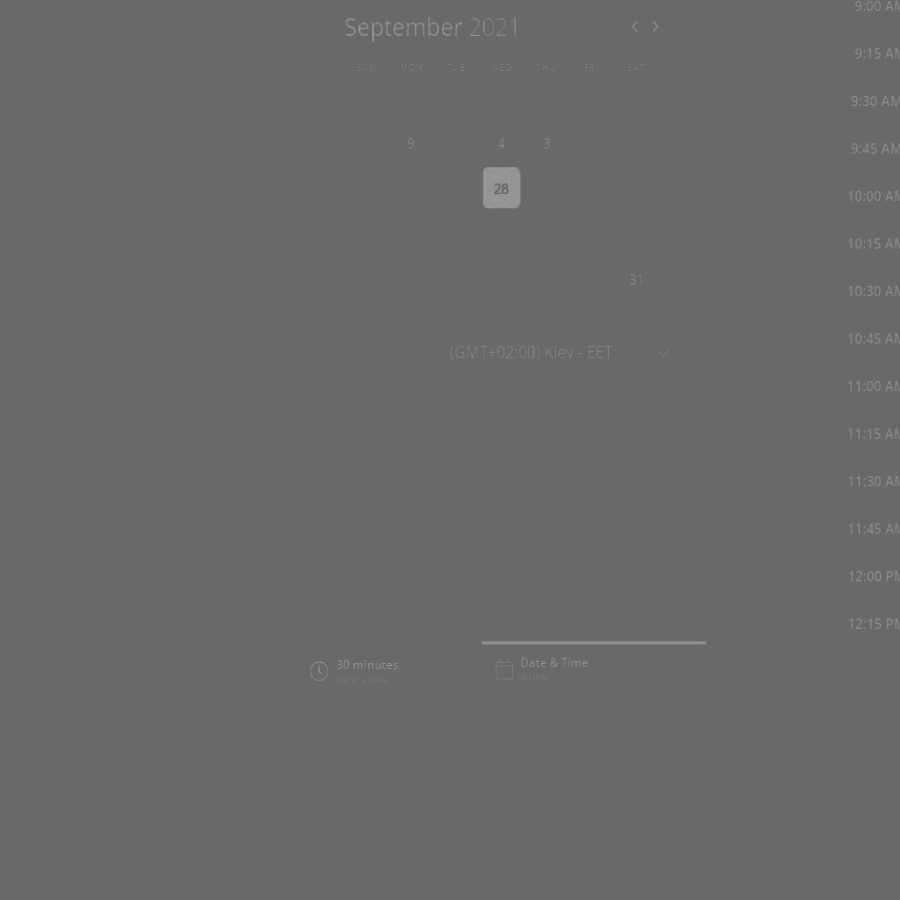 September 2021
SUN MON TUE WED THU FRI SAT
9 4 3
28
31
(GMT+02:00) Kiev - EET
30 minutes
HOW LONG
Date & Time
WHEN
9:00 AM
9:15 AM
9:30 AM
9:45 AM
10:00 AM
10:15 AM
10:30 AM
10:45 AM
11:00 AM
11:15 AM
11:30 AM
11:45 AM
12:00 PM
12:15 PM